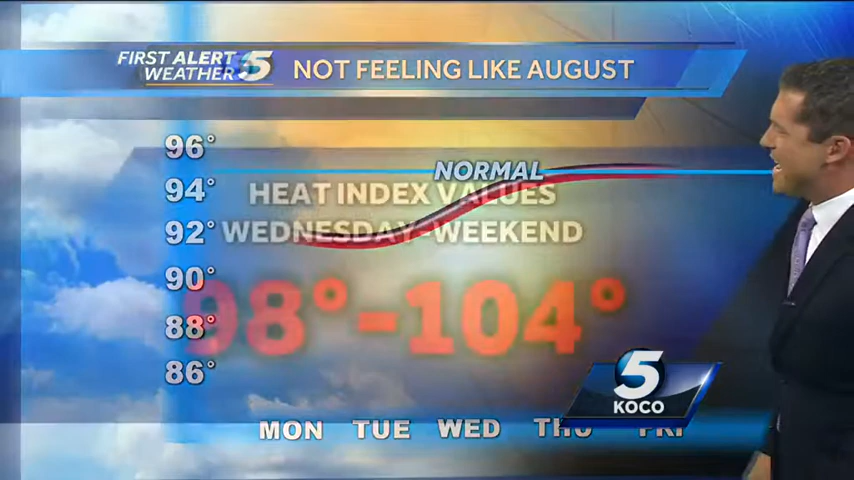 FIRST ALERT
WEATHER 5
NOT FEELING LIKE AUGUST
96°
NORMAL
94°
HEAT INDEX VALUES
92°
WEDNESDAY-WEEKEND
90°
98°-104°
88°
86°
5
KOCO
MON TUE WED THU FRI